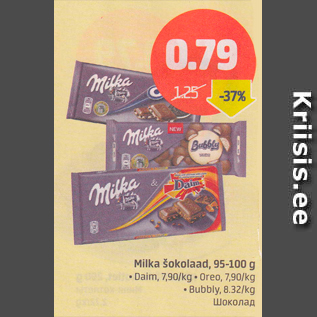 0.79
1.25
-37%
Milka
Milka
NEW
Bubbly
Milka
&
Daim
Milka šokolaad, 95-100 g
• Daim, 7,90/kg • Oreo, 7,90/kg
• Bubbly, 8.32/kg
Шоколад
Kriisis.ee